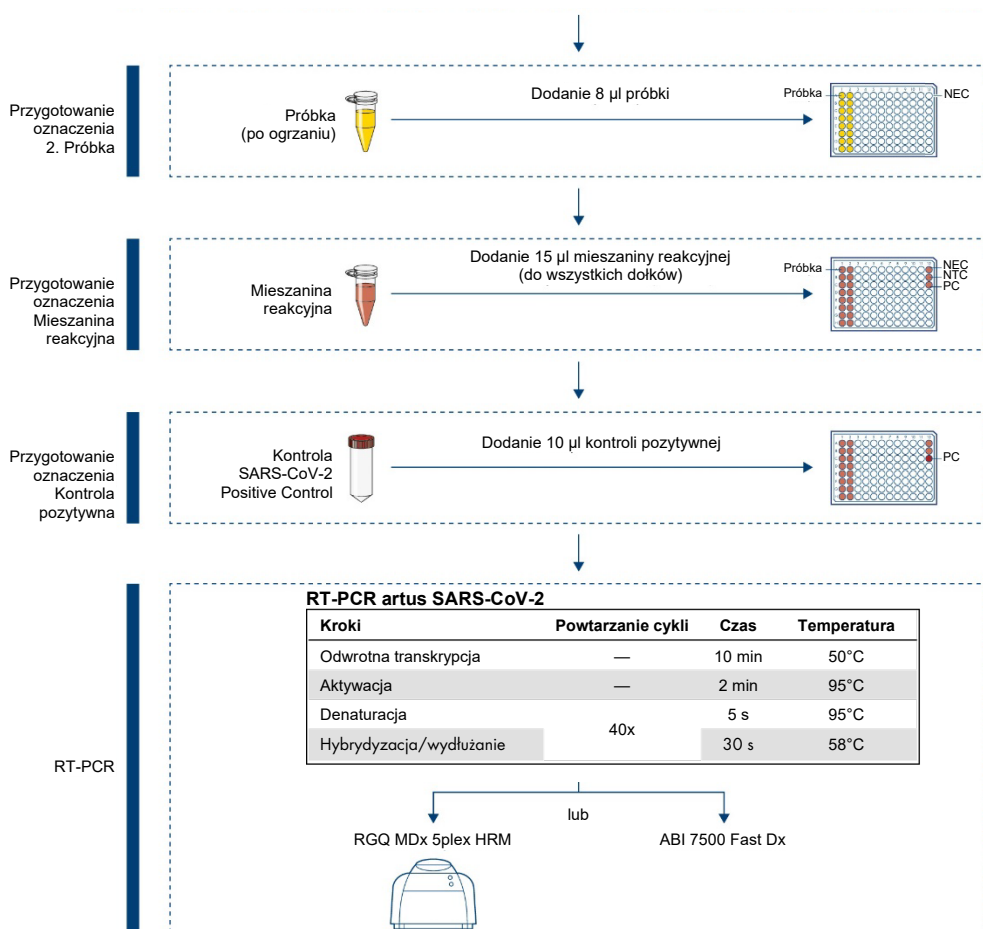 Przygotowanie
oznaczenia
2. Próbka
Próbka
(po ogrzaniu)
Dodanie 8 µl próbki
Próbka
NEC
Przygotowanie
oznaczenia
Mieszanina
reakcyjna
Mieszanina
reakcyjna
Dodanie 15 µl mieszaniny reakcyjnej
(do wszystkich dołków)
Próbka
NEC
NTC
PC
Przygotowanie
oznaczenia
Kontrola
pozytywna
Kontrola
SARS-CoV-2
Positive Control
Dodanie 10 µl kontroli pozytywnej
PC
RT-PCR
RT-PCR artus SARS-CoV-2
Kroki Powtarzanie cykli Czas Temperatura
Odwrotna transkrypcja — 10 min 50°C
Aktywacja — 2 min 95°C
Denaturacja 5 s 95°C
40x
Hybrydyzacja/wydłużanie 30 s 58°C
lub
RGQ MDx 5plex HRM
ABI 7500 Fast Dx